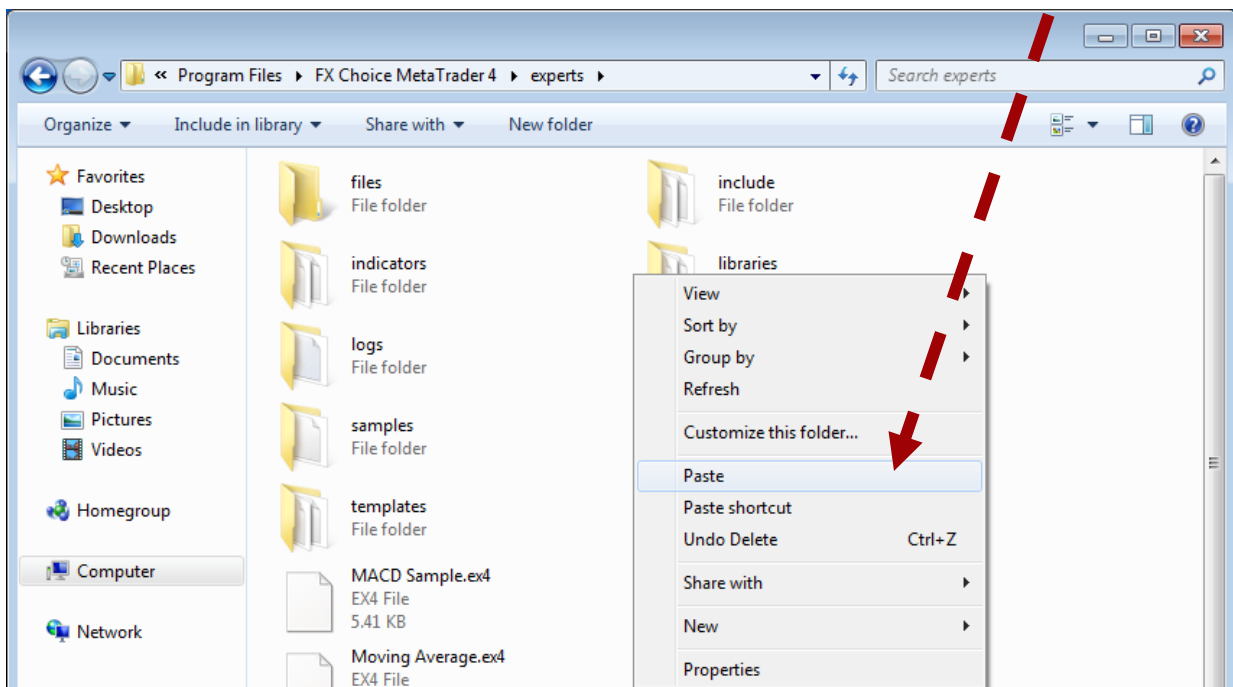 « Program Files ▸ FX Choice MetaTrader 4 ▸ experts ▸
Search experts
Organize Include in library Share with New folder
Favorites
Desktop
Downloads
Recent Places
Libraries
Documents
Music
Pictures
Videos
Homegroup
Computer
Network
files
File folder
include
File folder
indicators
File folder
libraries
logs
File folder
samples
File folder
templates
File folder
MACD Sample.ex4
EX4 File
5.41 KB
Moving Average.ex4
EX4 File
View
Sort by
Group by
Refresh
Customize this folder...
Paste
Paste shortcut
Undo Delete Ctrl+Z
Share with
New
Properties